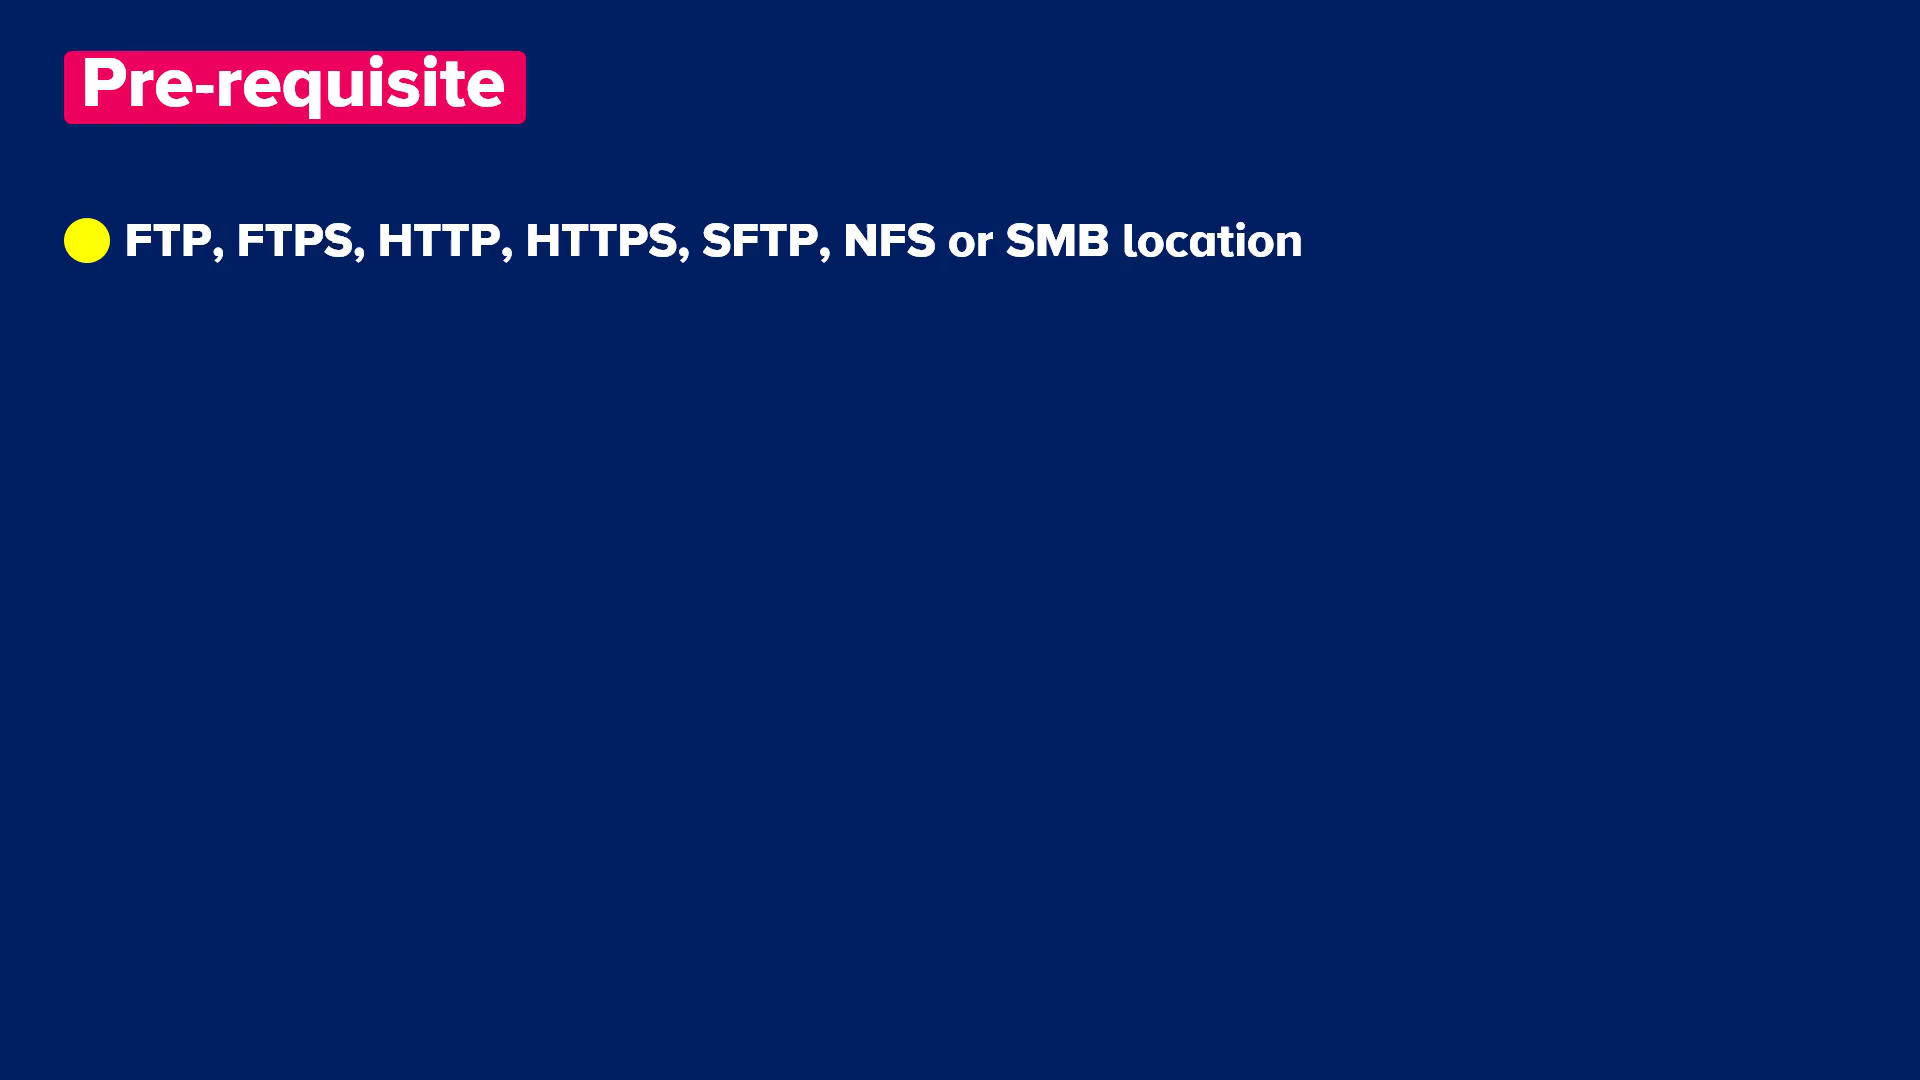 Pre-requisite
FTP, FTPS, HTTP, HTTPS, SFTP, NFS or SMB location